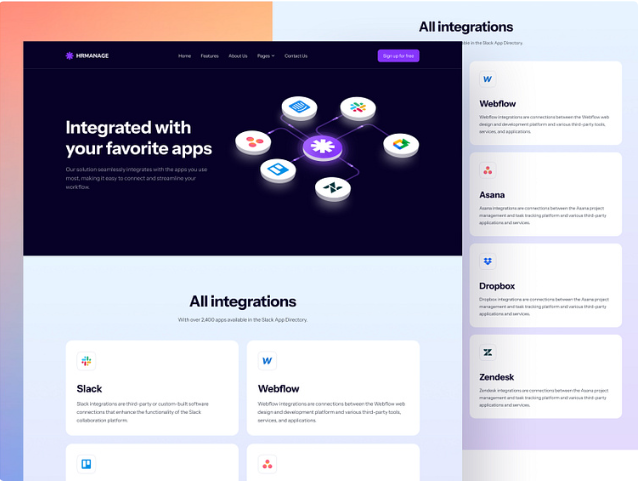 All integrations
able in the Slack App Directory.
HRMANAGE
Home Features About Us Pages Contact Us
Sign up for free
Integrated with
your favorite apps
Our solution seamlessly integrates with the apps you use
most, making it easy to connect and streamline your
workflow.
All integrations
With over 2,400 apps available in the Slack App Directory.
Slack
Slack integrations are third-party or custom-built software
connections that enhance the functionality of the Slack
collaboration platform.
Webflow
Webflow integrations are connections between the Webflow web
design and development platform and various third-party tools,
services, and applications.
Webflow
Webflow integrations are connections between the Webflow web
design and development platform and various third-party tools,
services, and applications.
Asana
Asana integrations are connections between the Asana project
management and task tracking platform and various third-party
applications and services.
Dropbox
Dropbox integrations are connections between the Asana project
management and task tracking platform and various third-party
applications and services.
Zendesk
Zendesk integrations are connections between the Asana project
management and task tracking platform and various third-party
applications and services.